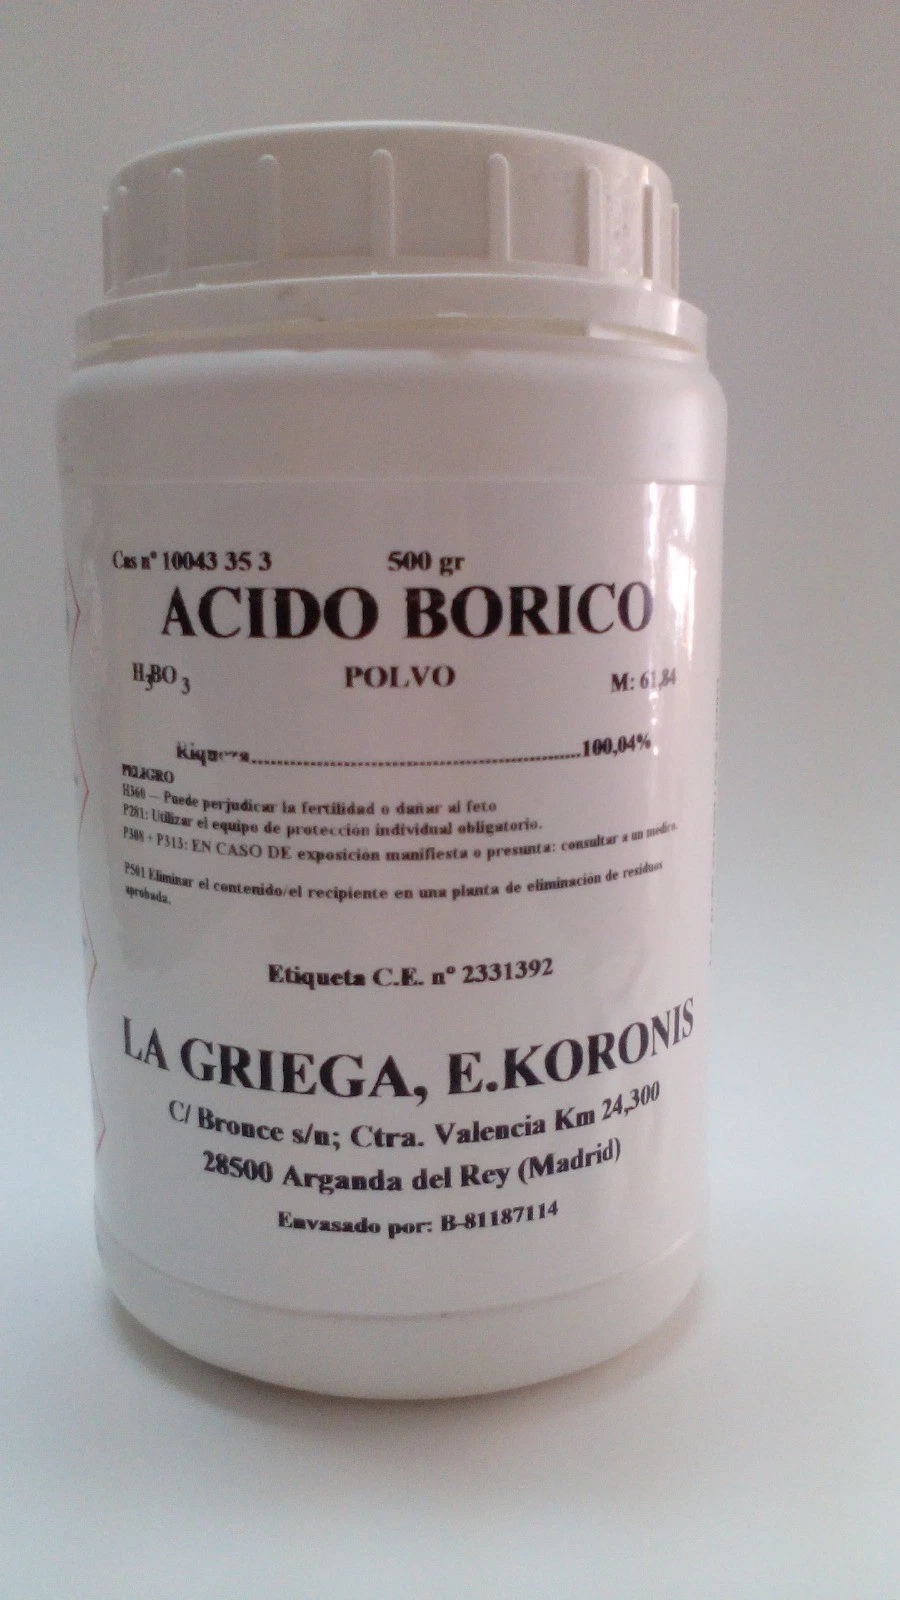 Cas nº 10043 35 3 500 gr
ACIDO BORICO
H3BO3 POLVO M: 61,84
Riqueza.......................................................100,04%
PELIGRO
H360 – Puede perjudicar la fertilidad o dañar al feto
P281: Utilizar el equipo de protección individual obligatorio.
P308 + P313: EN CASO DE exposición manifiesta o presunta: consultar a un médico.
P501 Eliminar el contenido/el recipiente en una planta de eliminación de residuos
aprobada.
Etiqueta C.E. nº 2331392
LA GRIEGA, E.KORONIS
C/ Bronce s/n; Ctra. Valencia Km 24,300
28500 Arganda del Rey (Madrid)
Envasado por: B-81187114